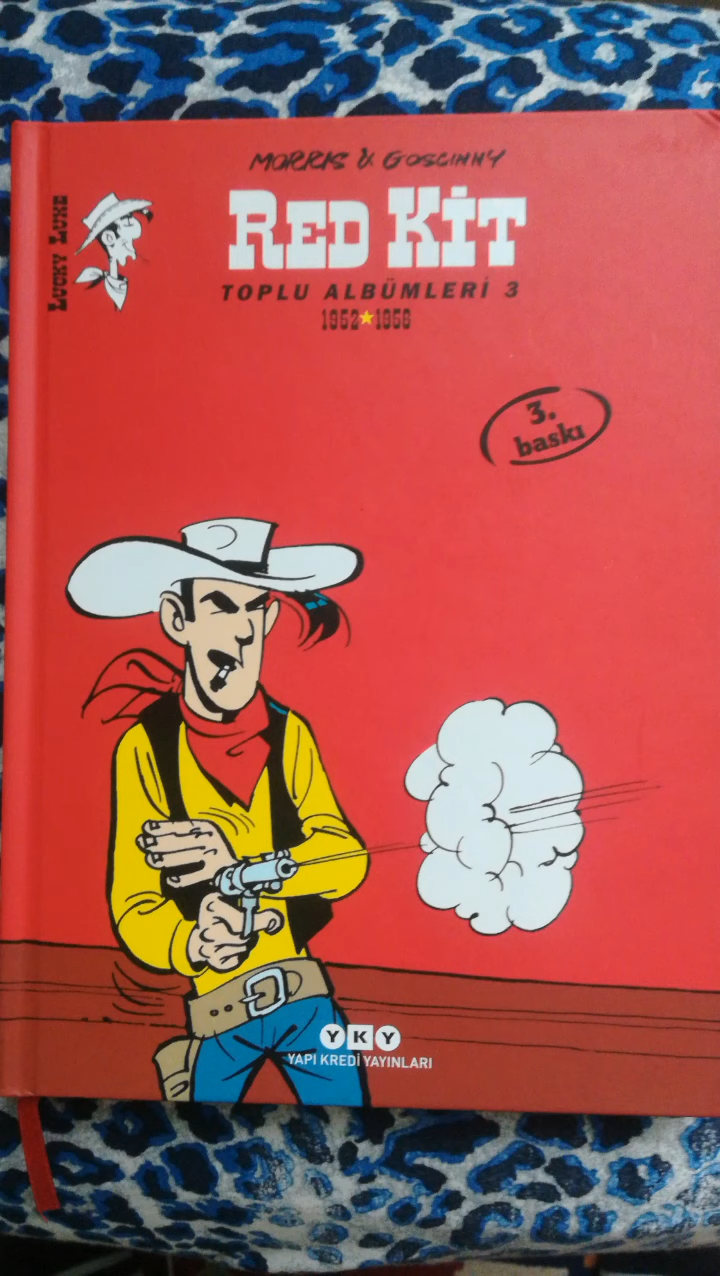 MORRIS & GOSCINNY
LUCKY LUKE
RED KİT
TOPLU ALBÜMLERİ 3
1952★1956
3.
baskı
YKY
YAPI KREDİ YAYINLARI